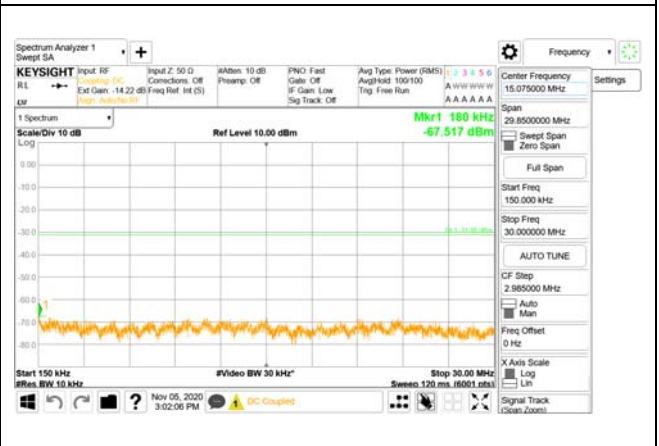 Spectrum Analyzer 1
Swept SA
+
Frequency
KEYSIGHT
RL
Input: RF
Coupling: DC
Ext Gain: -14.22 dB
Align: Auto/No RF
Input Z: 50 Ω
Corrections: Off
Freq Ref: Int (S)
#Atten: 10 dB
Preamp: Off
PNO: Fast
Gate: Off
IF Gain: Low
Sig Track: Off
Avg Type: Power (RMS)
Avg|Hold: 100/100
Trig: Free Run
1 2 3 4 5 6
A W W W W W
A A A A A A
Center Frequency
15.075000 MHz
Settings
1 Spectrum
Scale/Div 10 dB
Ref Level 10.00 dBm
Mkr1 180 kHz
-67.517 dBm
Log
0.00
-10.0
-20.0
-30.0
-40.0
-50.0
-60.0
-70.0
-80.0
1
Span
29.8500000 MHz
Swept Span
Zero Span
Full Span
Start Freq
150.000 kHz
Stop Freq
30.000000 MHz
AUTO TUNE
CF Step
2.985000 MHz
Auto
Man
Freq Offset
0 Hz
X Axis Scale
Log
Lin
Signal Track
(Span Zoom)
Start 150 kHz
#Res BW 10 kHz
#Video BW 30 kHz*
Stop 30.00 MHz
Sweep 120 ms (6001 pts)
?
Nov 05, 2020
3:02:06 PM
DC Coupled